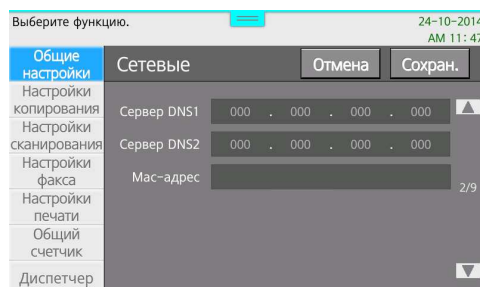 Выберите функцию.
24-10-2014
AM 11:47
Общие
настройки
Сетевые
Отмена
Сохран.
Настройки
копирования
Настройки
сканирования
Настройки
факса
Настройки
печати
Общий
счетчик
Диспетчер
Сервер DNS1 000 . 000 . 000 . 000
Сервер DNS2 000 . 000 . 000 . 000
Мас-адрес
2/9